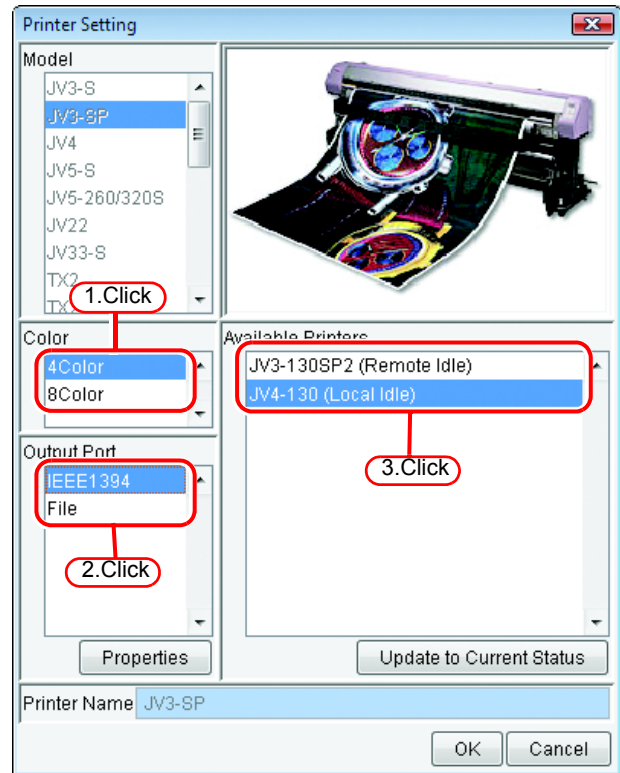 Printer Setting
Model
JV3-S
JV3-SP
JV4
JV5-S
JV5-260/320S
JV22
JV33-S
TX2
1.Click
Color
4Color
8Color
Available Printers
JV3-130SP2 (Remote Idle)
JV4-130 (Local Idle)
3.Click
Output Port
IEEE1394
File
2.Click
Properties
Update to Current Status
Printer Name JV3-SP
OK Cancel